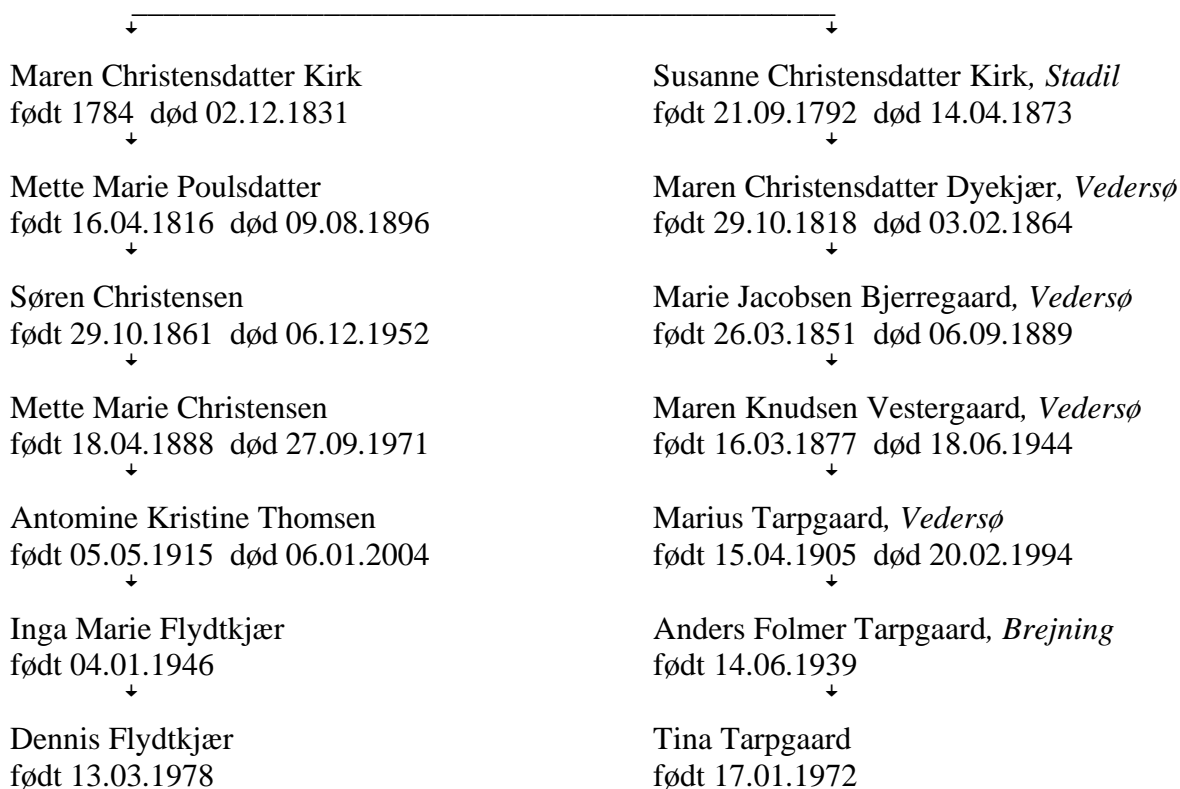 Maren Christensdatter Kirk
født 1784 død 02.12.1831
Mette Marie Poulsdatter
født 16.04.1816 død 09.08.1896
Søren Christensen
født 29.10.1861 død 06.12.1952
Mette Marie Christensen
født 18.04.1888 død 27.09.1971
Antomine Kristine Thomsen
født 05.05.1915 død 06.01.2004
Inga Marie Flydtkjær
født 04.01.1946
Dennis Flydtkjær
født 13.03.1978
Susanne Christensdatter Kirk, Stadil
født 21.09.1792 død 14.04.1873
Maren Christensdatter Dyekjær, Vedersø
født 29.10.1818 død 03.02.1864
Marie Jacobsen Bjerregaard, Vedersø
født 26.03.1851 død 06.09.1889
Maren Knudsen Vestergaard, Vedersø
født 16.03.1877 død 18.06.1944
Marius Tarpgaard, Vedersø
født 15.04.1905 død 20.02.1994
Anders Folmer Tarpgaard, Brejning
født 14.06.1939
Tina Tarpgaard
født 17.01.1972